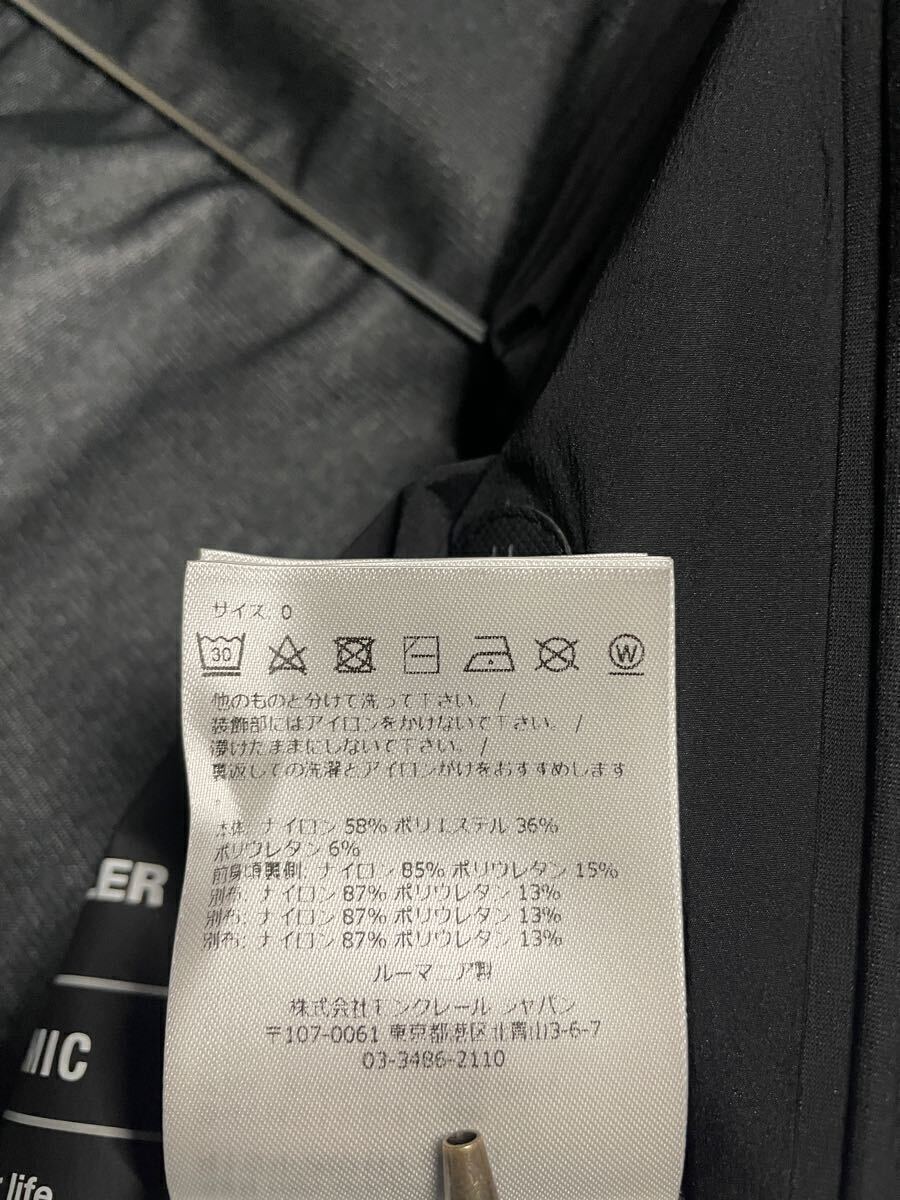 サイズ: 0
30
W
他のものと分けて洗って下さい。/
装飾部にはアイロンをかけないで下さい。/
漬けたままにしないで下さい。/
裏返しての洗濯とアイロンがけをおすすめします
.
本体: ナイロン 58% ポリエステル 36%
ポリウレタン 6%
前身頃裏側: ナイロン 85% ポリウレタン 15%
別布: ナイロン 87% ポリウレタン 13%
別布: ナイロン 87% ポリウレタン 13%
別布: ナイロン 87% ポリウレタン 13%
ルーマニア製
株式会社モンクレール ジャパン
〒107-0061 東京都港区北青山3-6-7
03-3486-2110
LER
MIC
life